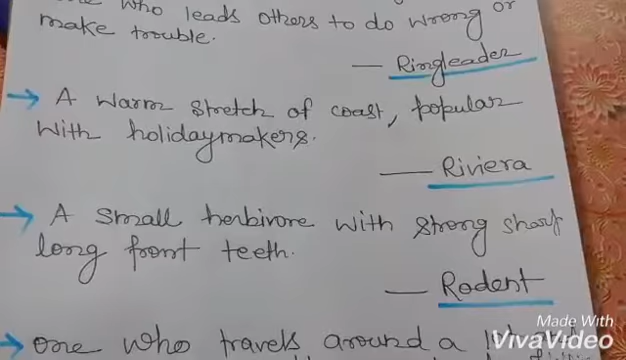 who leads others to do wrong or
make trouble.
— Ringleader
→ A warm stretch of coast, popular
with holidaymakers.
— Riviera
→ A small herbivore with strong sharp
long front teeth.
— Rodent
→ One who travels around a lot
Made With
VivaVideo